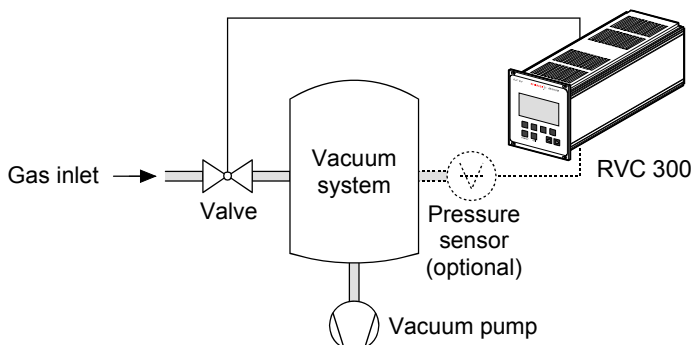 Gas inlet
Valve
Vacuum
system
Pressure
sensor
(optional)
RVC 300
Vacuum pump